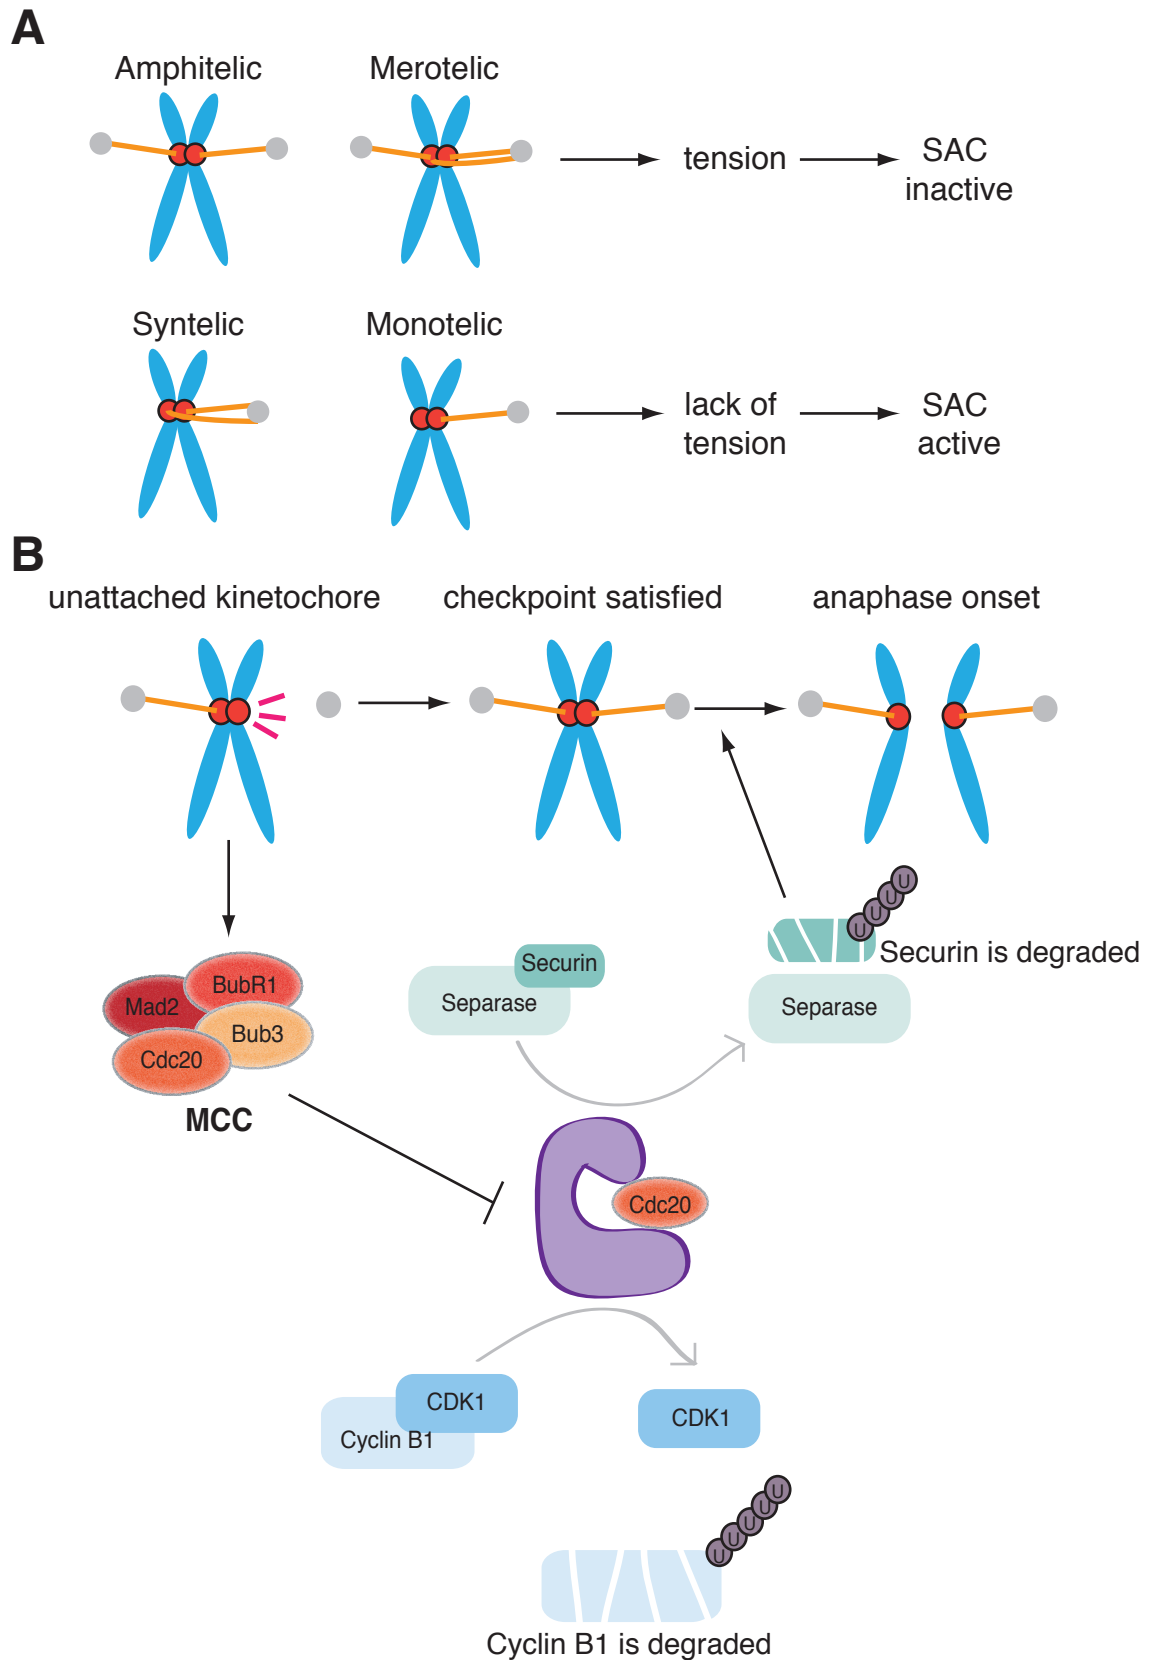 A
Amphitelic
Merotelic
tension
SAC
inactive
Syntelic
Monotelic
lack of
tension
SAC
active
B
unattached kinetochore
checkpoint satisfied
anaphase onset
U
U
U
U
Securin is degraded
Securin
Separase
Separase
BubR1
Mad2
Bub3
Cdc20
MCC
Cdc20
CDK1
Cyclin B1
CDK1
U
U
U
U
U
Cyclin B1 is degraded